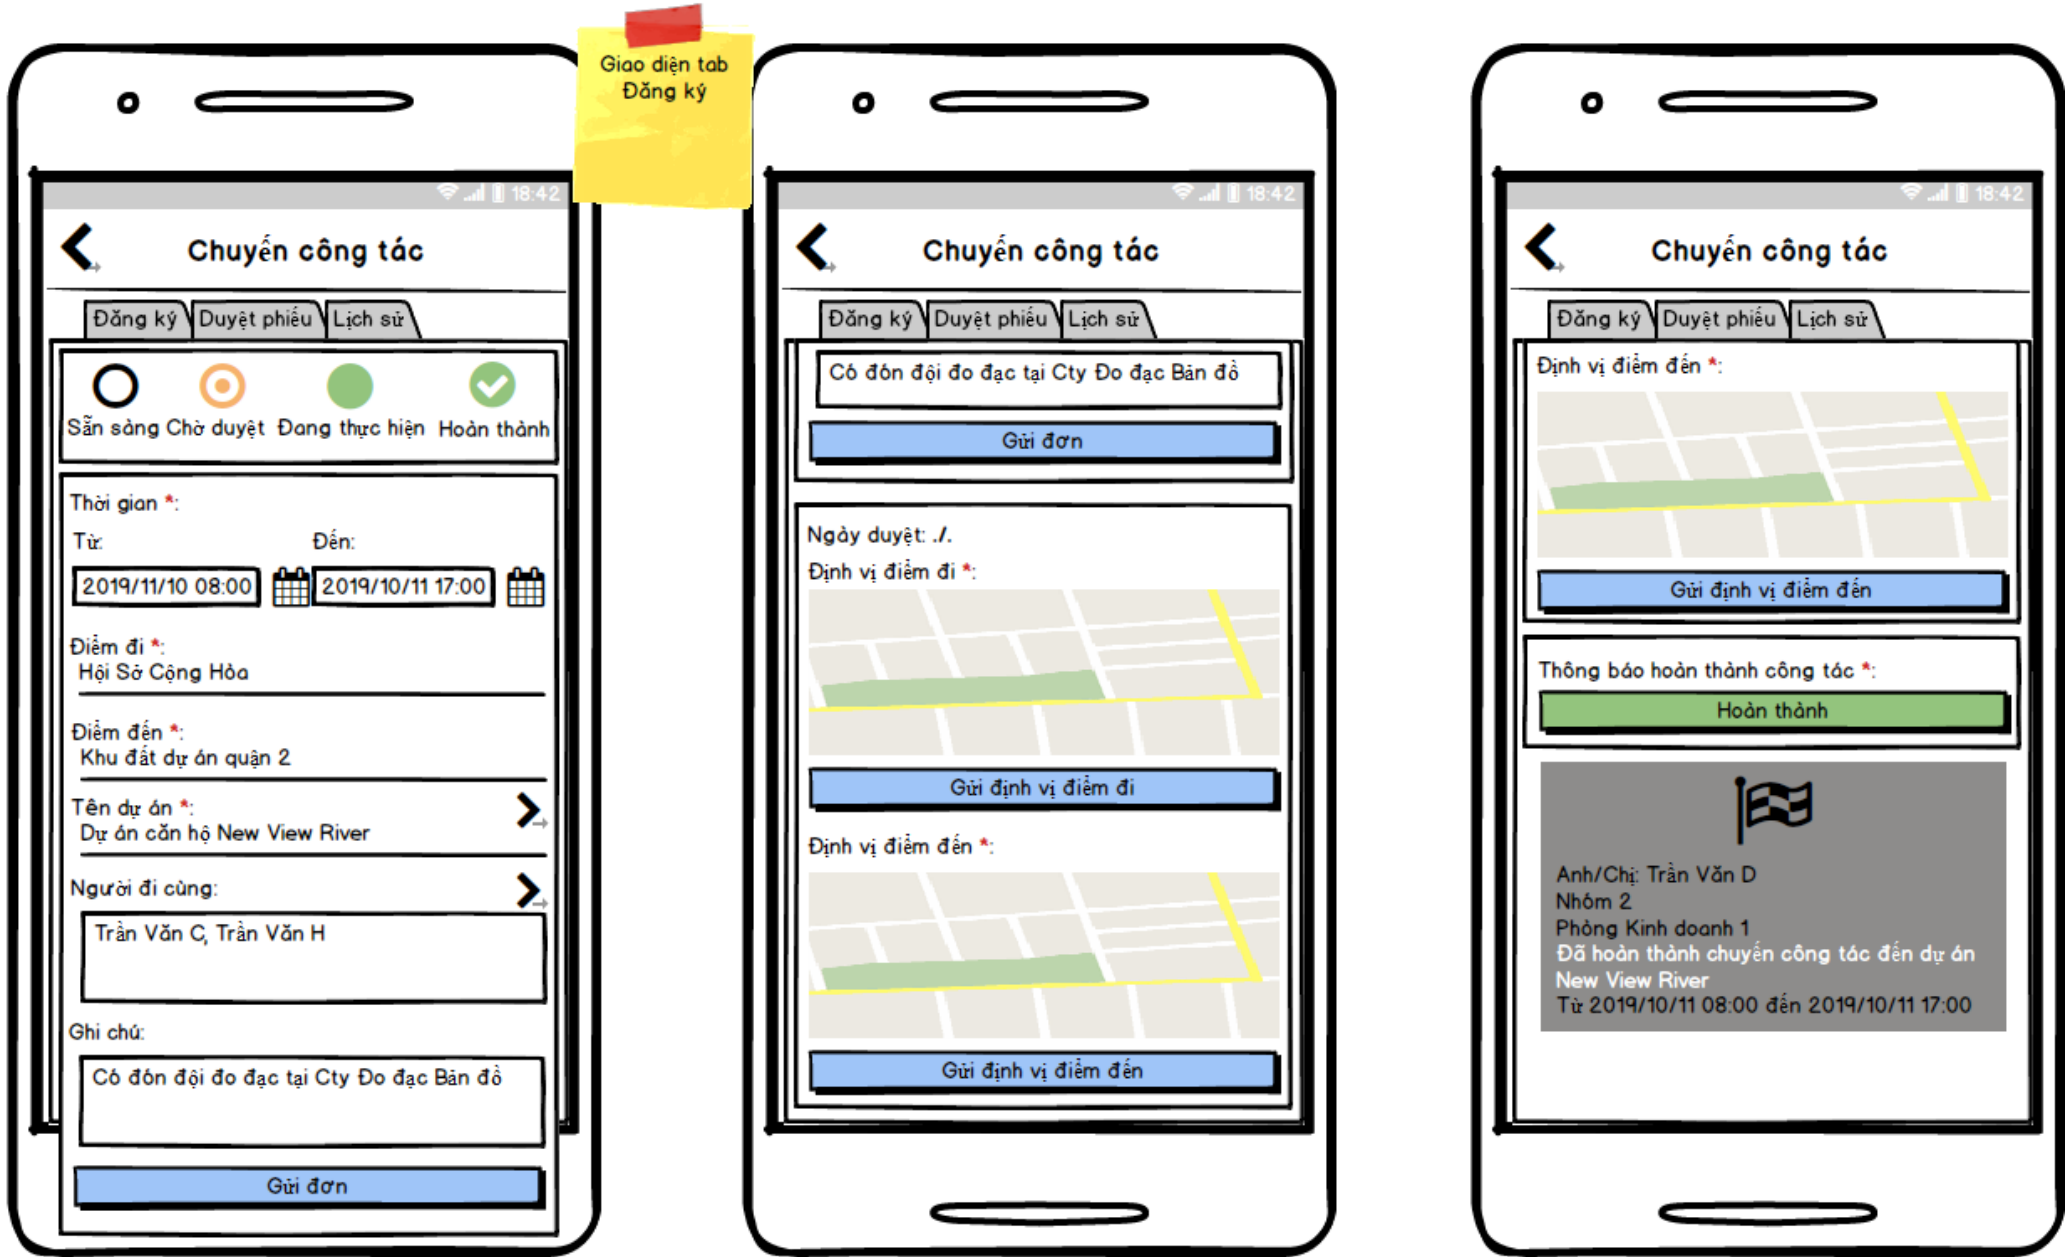 Giao diện tab
Đăng ký
18:42
Chuyến công tác
Đăng ký
Duyệt phiếu
Lịch sử
Sẵn sàng
Chờ duyệt
Đang thực hiện
Hoàn thành
Thời gian *:
Từ:
Đến:
2019/11/10 08:00
2019/10/11 17:00
Điểm đi *:
Hội Sở Cộng Hòa
Điểm đến *:
Khu đất dự án quận 2
Tên dự án *:
Dự án căn hộ New View River
Người đi cùng:
Trần Văn C, Trần Văn H
Ghi chú:
Có đón đội đo đạc tại Cty Đo đạc Bản đồ
Gửi đơn
18:42
Chuyến công tác
Đăng ký
Duyệt phiếu
Lịch sử
Có đón đội đo đạc tại Cty Đo đạc Bản đồ
Gửi đơn
Ngày duyệt: ./.
Định vị điểm đi *:
Gửi định vị điểm đi
Định vị điểm đến *:
Gửi định vị điểm đến
18:42
Chuyến công tác
Đăng ký
Duyệt phiếu
Lịch sử
Định vị điểm đến *:
Gửi định vị điểm đến
Thông báo hoàn thành công tác *:
Hoàn thành
Anh/Chị: Trần Văn D
Nhóm 2
Phòng Kinh doanh 1
Đã hoàn thành chuyến công tác đến dự án
New View River
Từ 2019/10/11 08:00 đến 2019/10/11 17:00